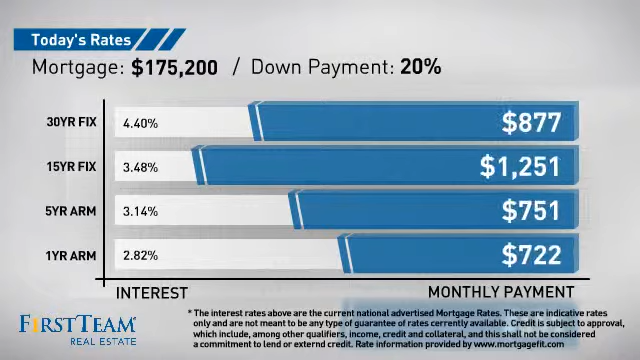 Today's Rates
Mortgage: $175,200 / Down Payment: 20%
30YR FIX 4.40% $877
15YR FIX 3.48% $1,251
5YR ARM 3.14% $751
1YR ARM 2.82% $722
INTEREST MONTHLY PAYMENT
* The interest rates above are the current national advertised Mortgage Rates. These are indicative rates
only and are not meant to be any type of guarantee of rates cerrently available. Credit is subject to approval,
which include, among other qualifiers, income, credit and collateral, and this shall not be considered
a commitment to lend or externd credit. Rate information provided by www.mortgagefit.com
FIRSTTEAM®
REAL ESTATE